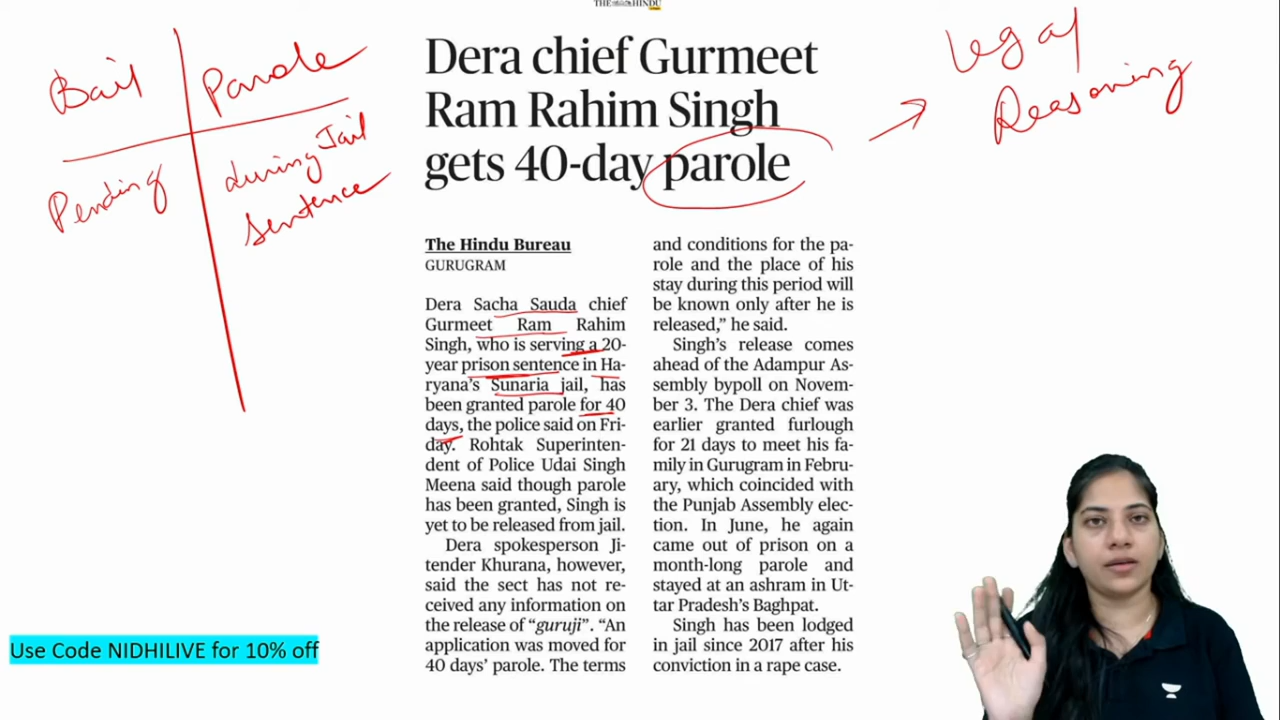 THE HINDU
Dera chief Gurmeet
Ram Rahim Singh
gets 40-day parole
The Hindu Bureau
GURUGRAM
Dera Sacha Sauda chief
Gurmeet Ram Rahim
Singh, who is serving a 20-
year prison sentence in Ha-
ryana's Sunaria jail, has
been granted parole for 40
days, the police said on Fri-
day. Rohtak Superinten-
dent of Police Udai Singh
Meena said though parole
has been granted, Singh is
yet to be released from jail.
Dera spokesperson Ji-
tender Khurana, however,
said the sect has not re-
ceived any information on
the release of "guruji". "An
application was moved for
40 days' parole. The terms
and conditions for the pa-
role and the place of his
stay during this period will
be known only after he is
released," he said.
Singh's release comes
ahead of the Adampur As-
sembly bypoll on Novem-
ber 3. The Dera chief was
earlier granted furlough
for 21 days to meet his fa-
mily in Gurugram in Febru-
ary, which coincided with
the Punjab Assembly elec-
tion. In June, he again
came out of prison on a
month-long parole and
stayed at an ashram in Ut-
tar Pradesh's Baghpat.
Singh has been lodged
in jail since 2017 after his
conviction in a rape case.
Bail
Parole
Pending
during Jail
sentence
Legal
Reasoning
Use Code NIDHILIVE for 10% off